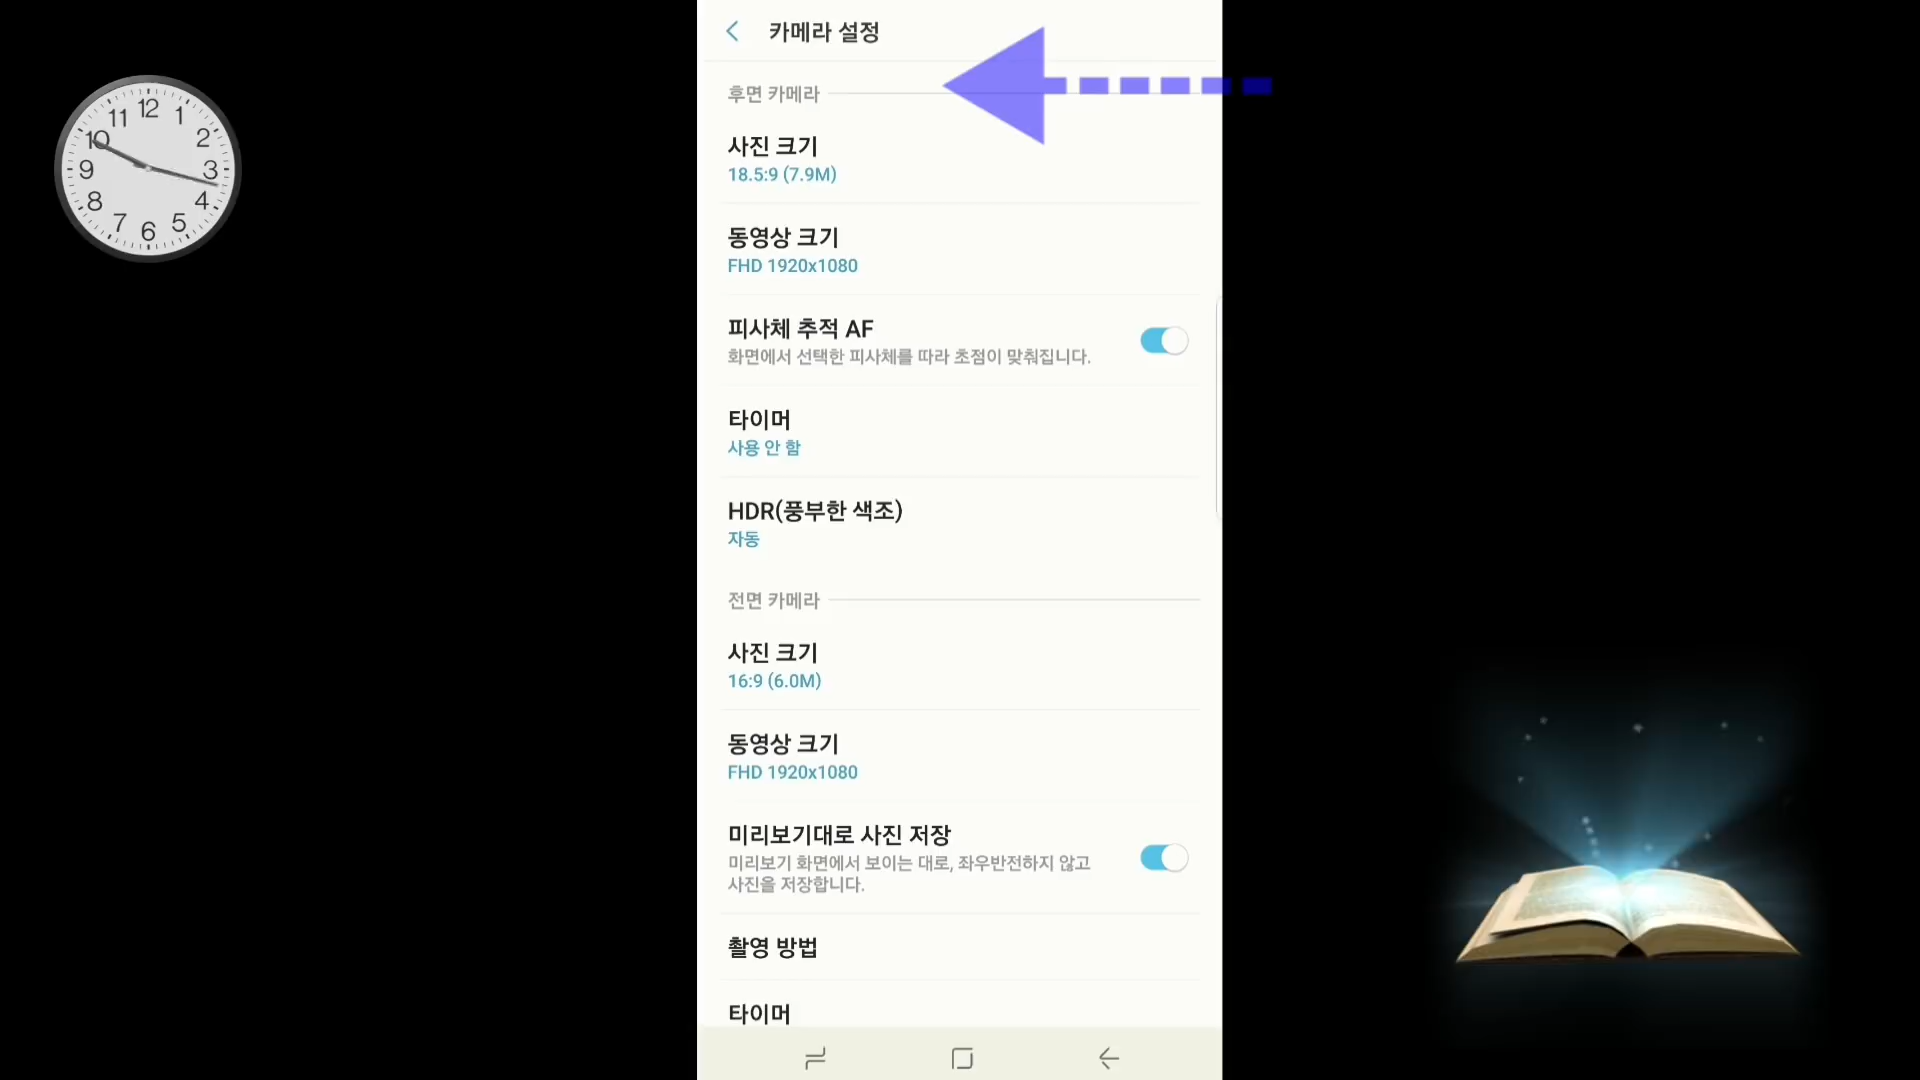 카메라 설정
후면 카메라
사진 크기
18.5:9 (7.9M)
동영상 크기
FHD 1920x1080
피사체 추적 AF
화면에서 선택한 피사체를 따라 초점이 맞춰집니다.
타이머
사용 안 함
HDR(풍부한 색조)
자동
전면 카메라
사진 크기
16:9 (6.0M)
동영상 크기
FHD 1920x1080
미리보기대로 사진 저장
미리보기 화면에서 보이는 대로, 좌우반전하지 않고
사진을 저장합니다.
촬영 방법
타이머
12
1
2
3
4
5
6
7
8
9
10
11